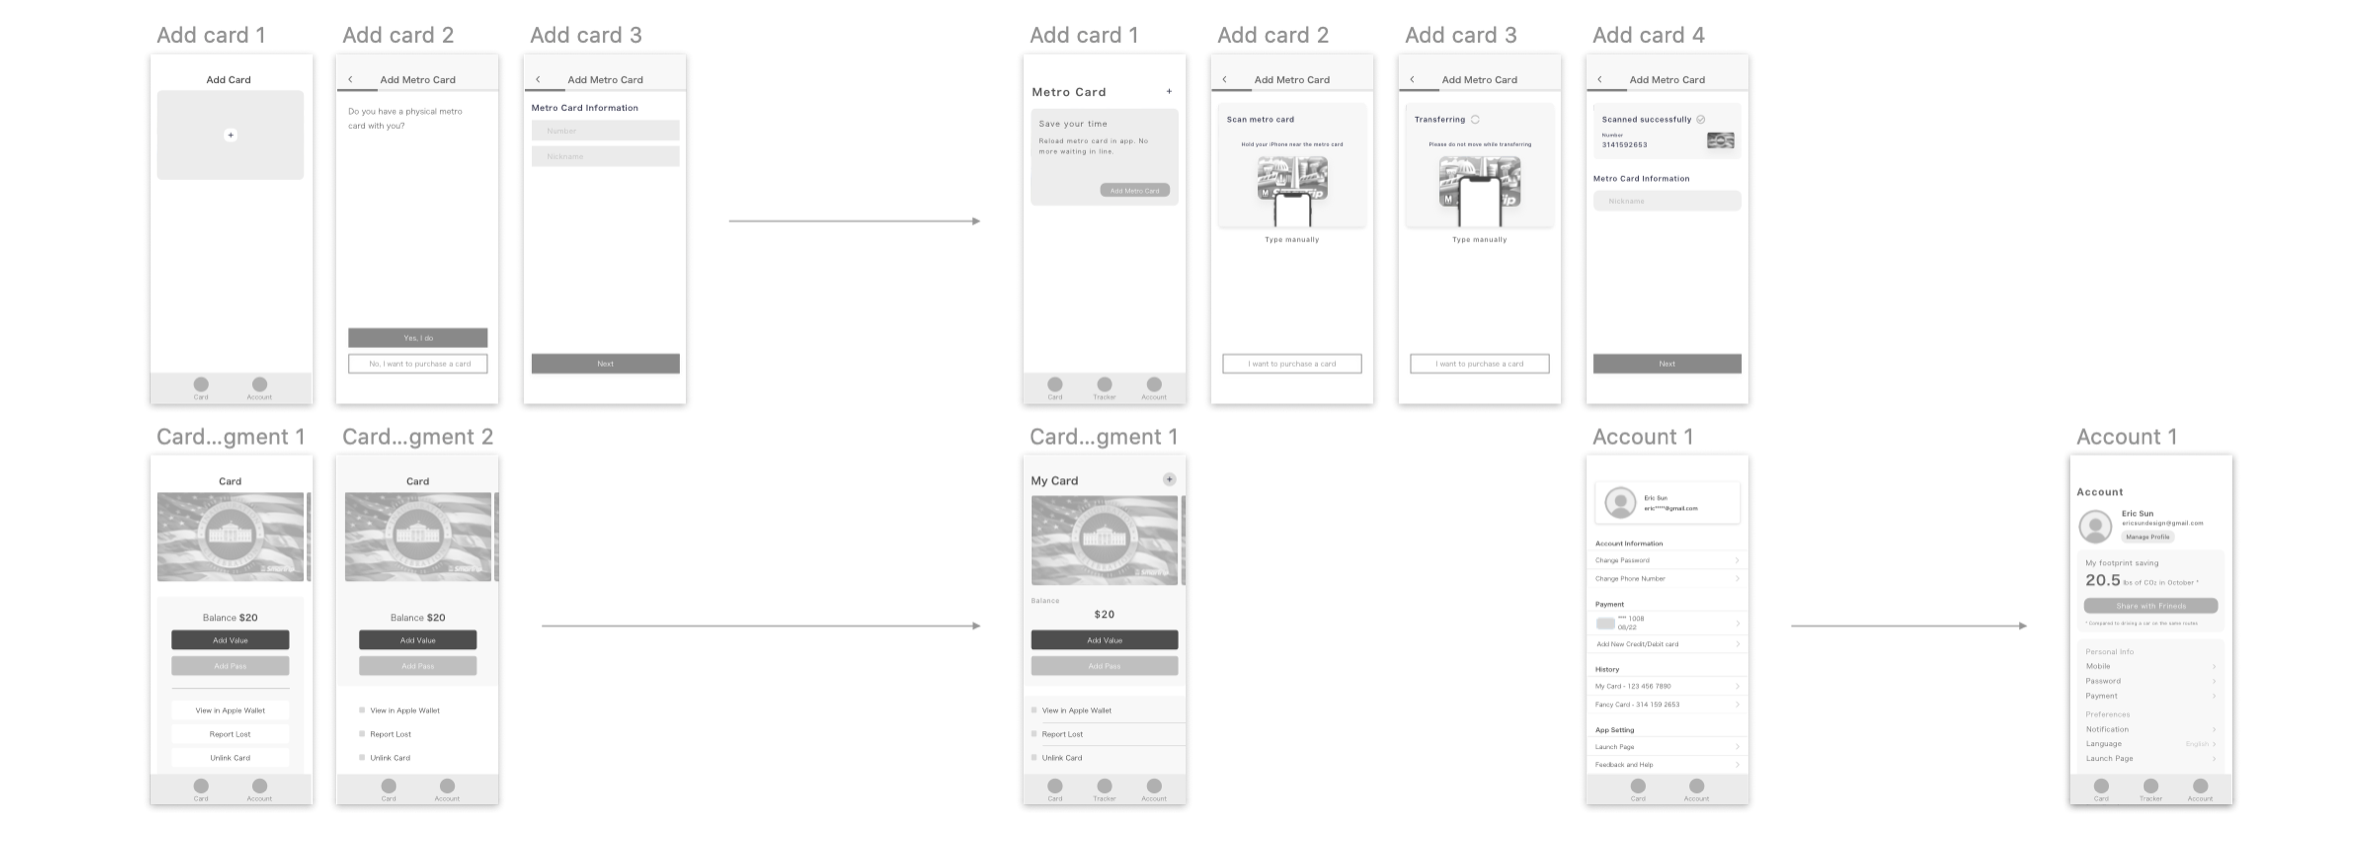 Add card 1
Add Card
+
Card
Account
Add card 2
Add Metro Card
Do you have a physical metro
card with you?
Yes, I do
No, I want to purchase a card
Add card 3
Add Metro Card
Metro Card Information
Number
Nickname
Next
Add card 1
Metro Card
+
Save your time
Reload metro card in app. No
more waiting in line.
Add Metro Card
Card
Tracker
Account
Add card 2
Add Metro Card
Scan metro card
Hold your iPhone near the metro card
M
Type manually
I want to purchase a card
Add card 3
Add Metro Card
Transferring
Please do not move while transferring
M
Type manually
I want to purchase a card
Add card 4
Add Metro Card
Scanned successfully
Number
3141592653
Metro Card Information
Nickname
Next
Card...gment 1
Card
Balance $20
Add Value
Add Pass
View in Apple Wallet
Report Lost
Unlink Card
Card
Account
Card...gment 2
Card
Balance $20
Add Value
Add Pass
View in Apple Wallet
Report Lost
Unlink Card
Card
Account
Card...gment 1
My Card
+
Balance
$20
Add Value
Add Pass
View in Apple Wallet
Report Lost
Unlink Card
Card
Tracker
Account
Account 1
Eric Sun
eric****@gmail.com
Account Information
Change Password
Change Phone Number
Payment
**** 1008
06/22
Add New Credit/Debit card
History
My Card - 123 456 7890
Fancy Card - 314 159 2653
App Setting
Launch Page
Feedback and Help
Card
Account
Account 1
Account
Eric Sun
ericsundesign@gmail.com
Manage Profile
My footprint saving
20.5 lbs of CO₂ in October *
Share with Frineds
* Compared to driving a car on the same routes
Personal Info
Mobile
Password
Payment
Preferences
Notification
Language
English
Launch Page
Card
Tracker
Account